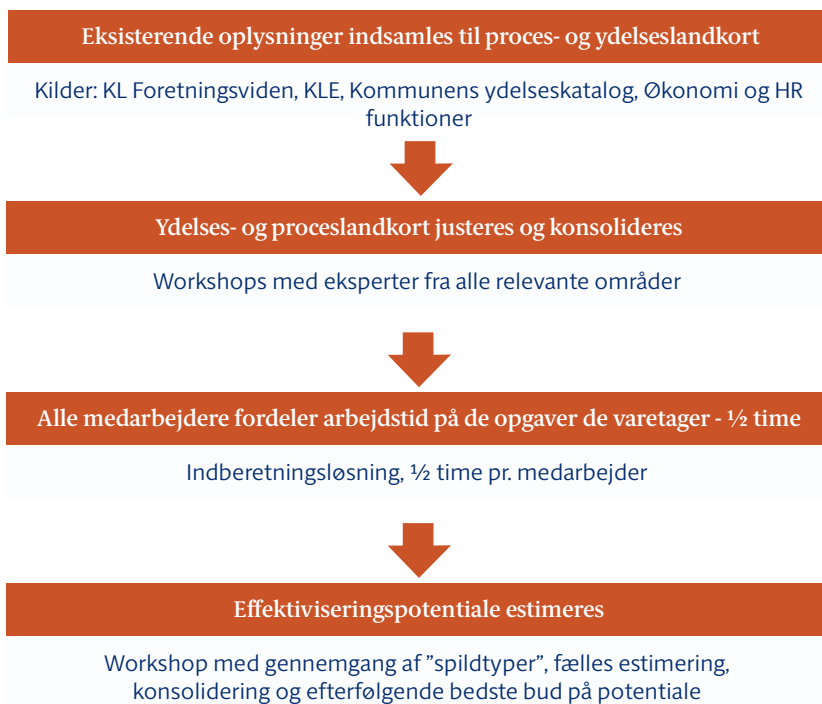 Eksisterende oplysninger indsamles til proces- og ydelseslandkort
Kilder: KL Foretningsviden, KLE, Kommunens ydelseskatalog, Økonomi og HR
funktioner
Ydelses- og proceslandkort justeres og konsolideres
Workshops med eksperter fra alle relevante områder
Alle medarbejdere fordeler arbejdstid på de opgaver de varetager - ½ time
Indberetningsløsning, ½ time pr. medarbejder
Effektiviseringspotentiale estimeres
Workshop med gennemgang af ”spildtyper”, fælles estimering,
konsolidering og efterfølgende bedste bud på potentiale